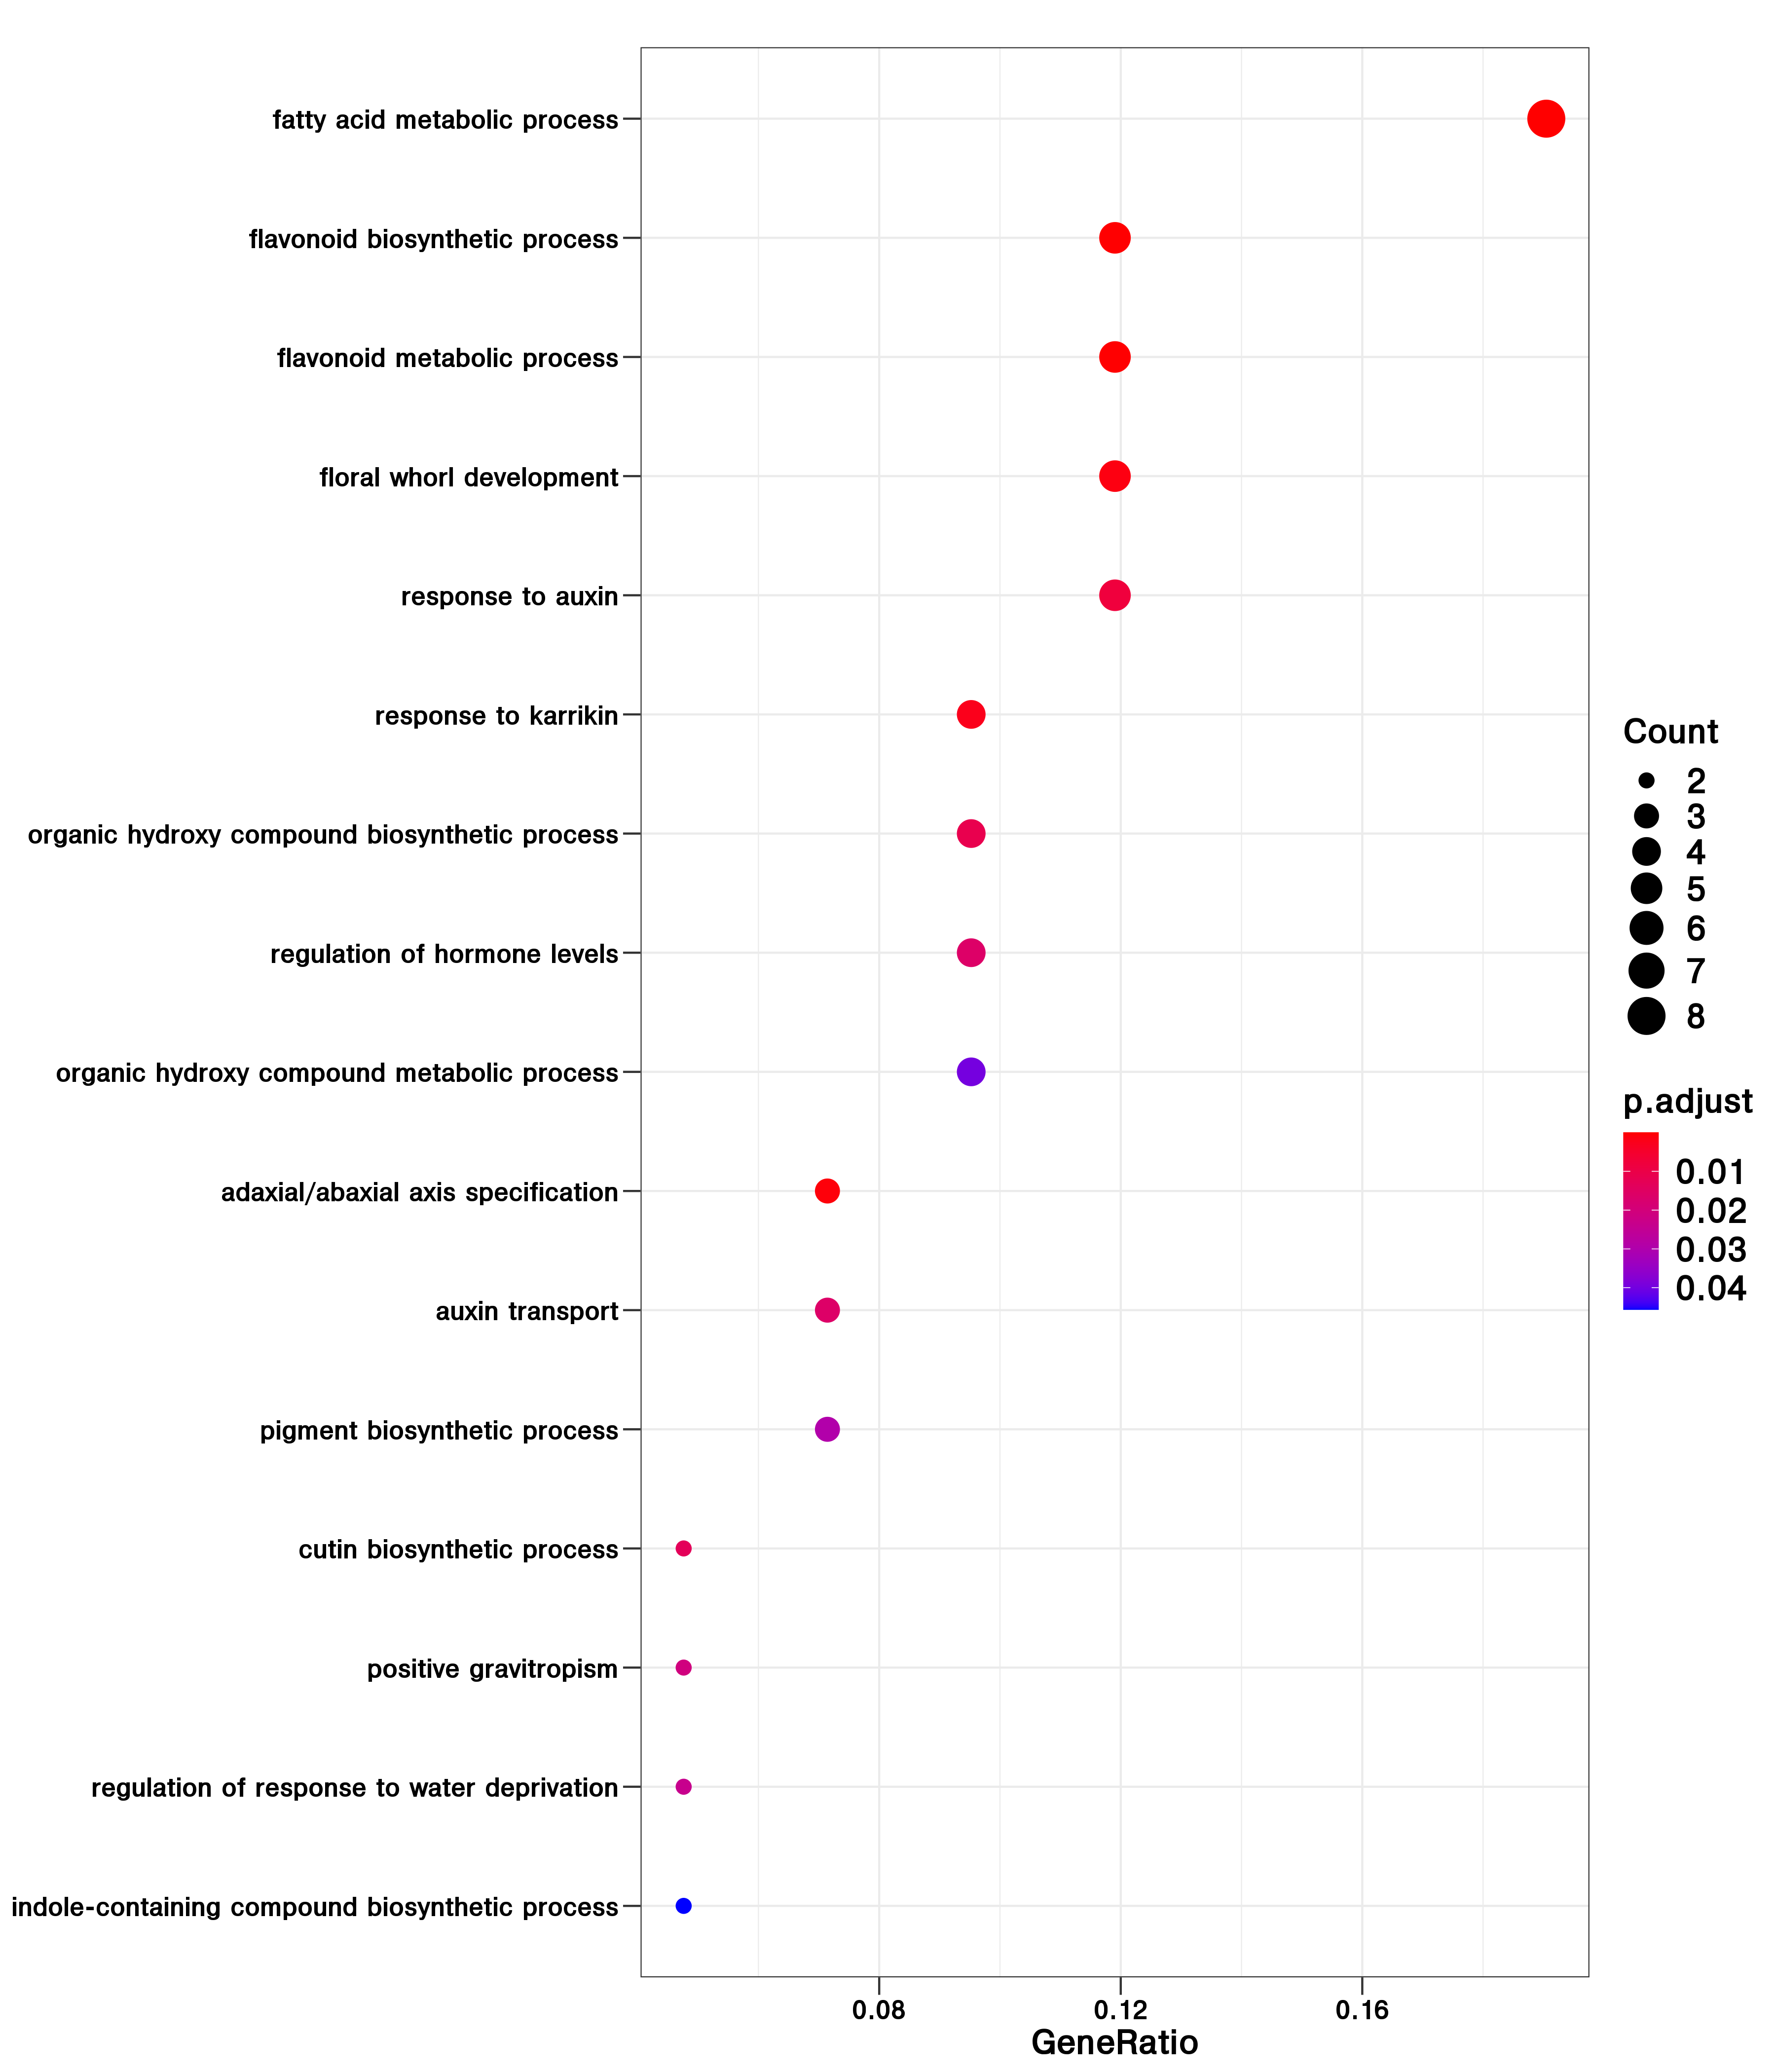 fatty acid metabolic process
flavonoid biosynthetic process
flavonoid metabolic process
floral whorl development
response to auxin
response to karrikin
organic hydroxy compound biosynthetic process
regulation of hormone levels
organic hydroxy compound metabolic process
adaxial/abaxial axis specification
auxin transport
pigment biosynthetic process
cutin biosynthetic process
positive gravitropism
regulation of response to water deprivation
indole-containing compound biosynthetic process
0.08 0.12 0.16
GeneRatio
Count
2
3
4
5
6
7
8
p.adjust
0.01
0.02
0.03
0.04